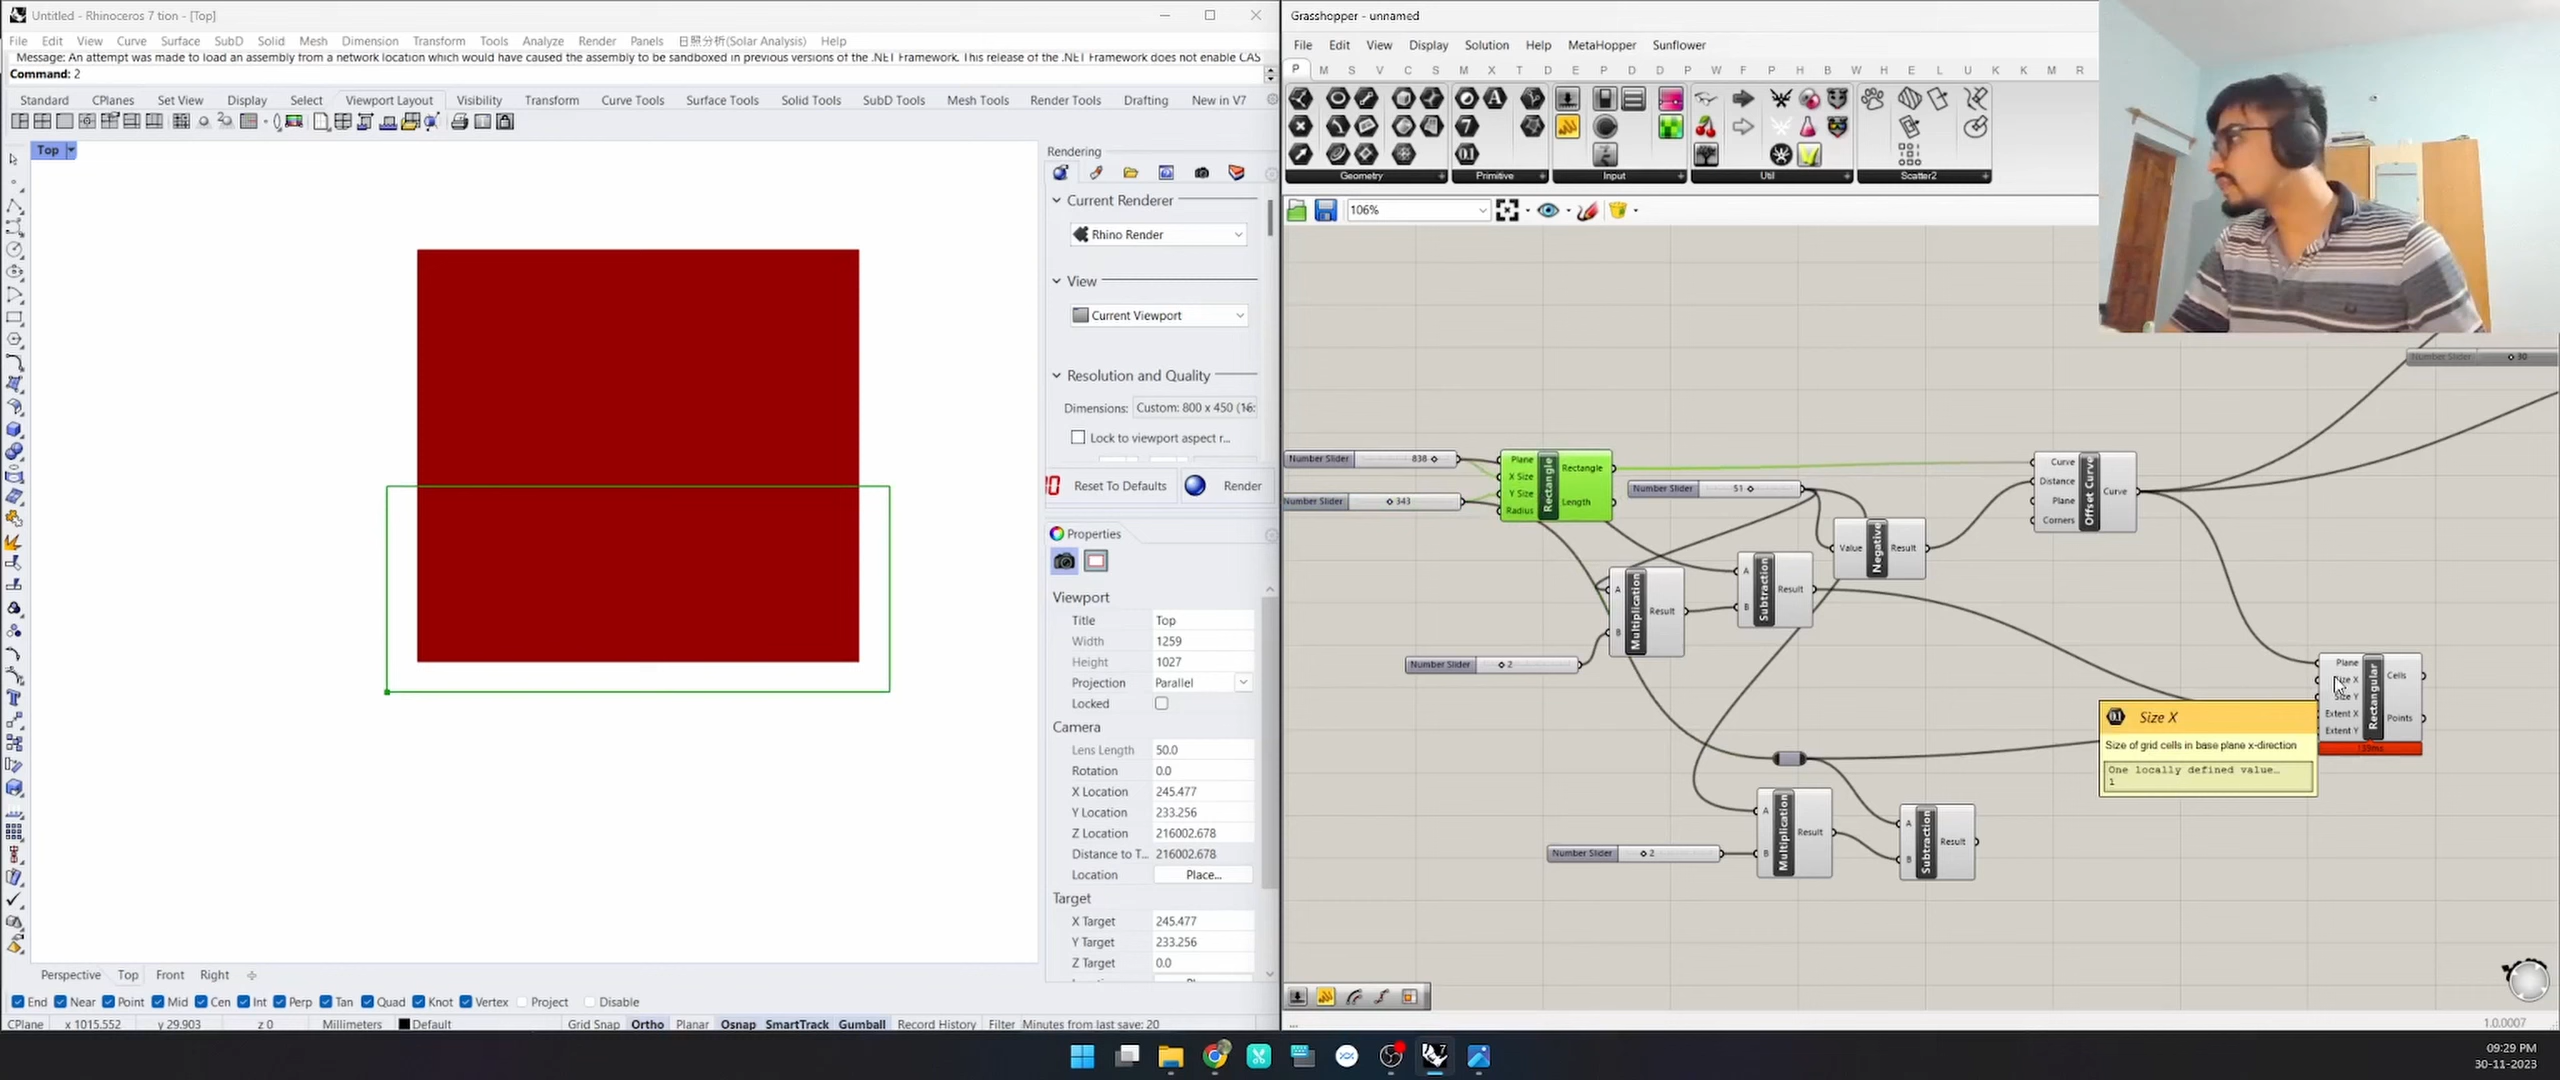 Untitled - Rhinoceros 7 tion - [Top]
File Edit View Curve Surface SubD Solid Mesh Dimension Transform Tools Analyze Render Panels 日照分析(Solar Analysis) Help
Message: An attempt was made to load an assembly from a network location which would have caused the assembly to be sandboxed in previous versions of the .NET Framework. This release of the .NET Framework does not enable CAS
Command: 2
Standard CPlanes Set View Display Select Viewport Layout Visibility Transform Curve Tools Surface Tools Solid Tools SubD Tools Mesh Tools Render Tools Drafting New in V7
Top
Rendering
Current Renderer
Rhino Render
View
Current Viewport
Resolution and Quality
Dimensions: Custom: 800 x 450 (16:
Lock to viewport aspect r...
Reset To Defaults Render
Properties
Viewport
Title Top
Width 1259
Height 1027
Projection Parallel
Locked
Camera
Lens Length 50.0
Rotation 0.0
X Location 245.477
Y Location 233.256
Z Location 216002.678
Distance to T... 216002.678
Location Place...
Target
X Target 245.477
Y Target 233.256
Z Target 0.0
Perspective Top Front Right
End Near Point Mid Cen Int Perp Tan Quad Knot Vertex Project Disable
CPlane x 1015.552 y 29.903 z 0 Millimeters Default Grid Snap Ortho Planar Osnap SmartTrack Gumball Record History Filter Minutes from last save: 20
Grasshopper - unnamed
File Edit View Display Solution Help MetaHopper Sunflower
P M S V C S M X T D E P D D P W F P H B W H E L U K K M R
Geometry Primitive Input Util Scatter2
106%
Number Slider 30
Number Slider 838
Number Slider 343
Plane
X Size
Y Size
Radius
Rectangle
Rectangle
Length
Number Slider 51
Value Negative Result
Curve
Distance
Plane
Corners
Offset Curve
Curve
A
B
Multiplication
Result
A
B
Subtraction
Result
Number Slider 2
Plane
Size X
Size Y
Extent X
Extent Y
Rectangular
Cells
Points
139ms
Size X
Size of grid cells in base plane x-direction
One locally defined value…
1
Number Slider 2
A
B
Multiplication
Result
A
B
Subtraction
Result
...
1.0.0007
09:29 PM
30-11-2023